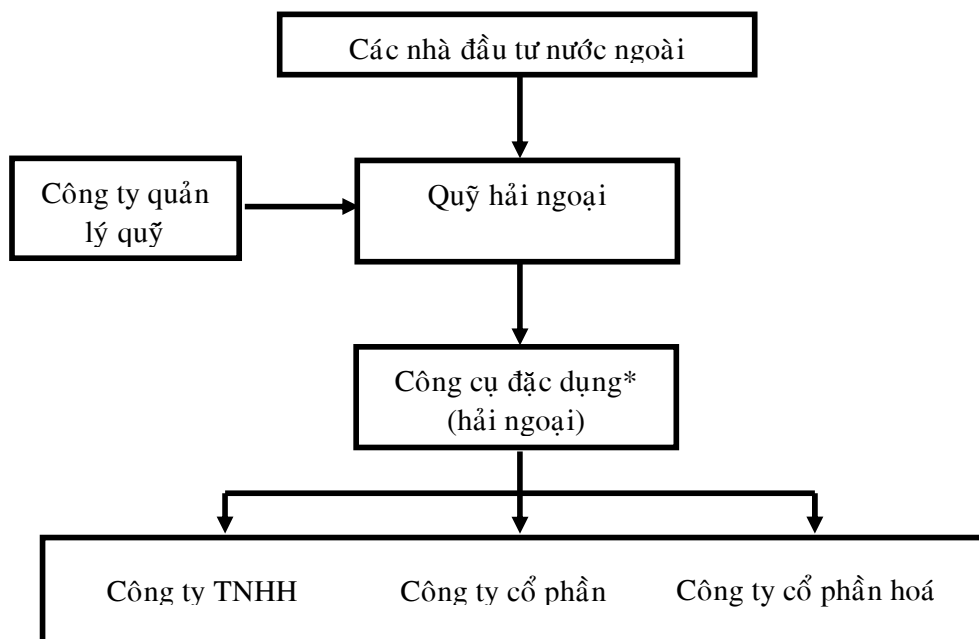 Các nhà đầu tư nước ngoài
Công ty quản
lý quỹ
Quỹ hải ngoại
Công cụ đặc dụng*
(hải ngoại)
Công ty TNHH
Công ty cổ phần
Công ty cổ phần hoá